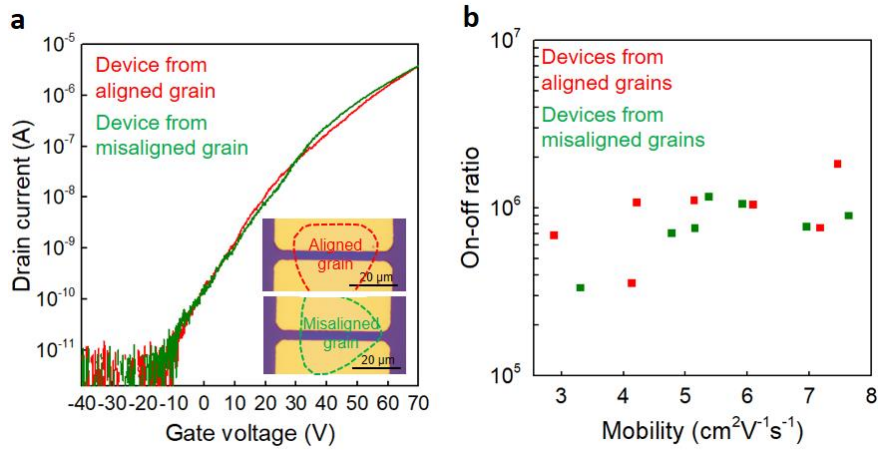 a
Device from
aligned grain
Device from
misaligned grain
Drain current (A)
10⁻⁵
10⁻⁶
10⁻⁷
10⁻⁸
10⁻⁹
10⁻¹⁰
10⁻¹¹
-40 -30 -20 -10 0 10 20 30 40 50 60 70
Gate voltage (V)
Aligned
grain
20 μm
Misaligned
grain
20 μm
b
Devices from
aligned grains
Devices from
misaligned grains
On-off ratio
10⁷
10⁶
10⁵
3 4 5 6 7 8
Mobility (cm²V⁻¹s⁻¹)